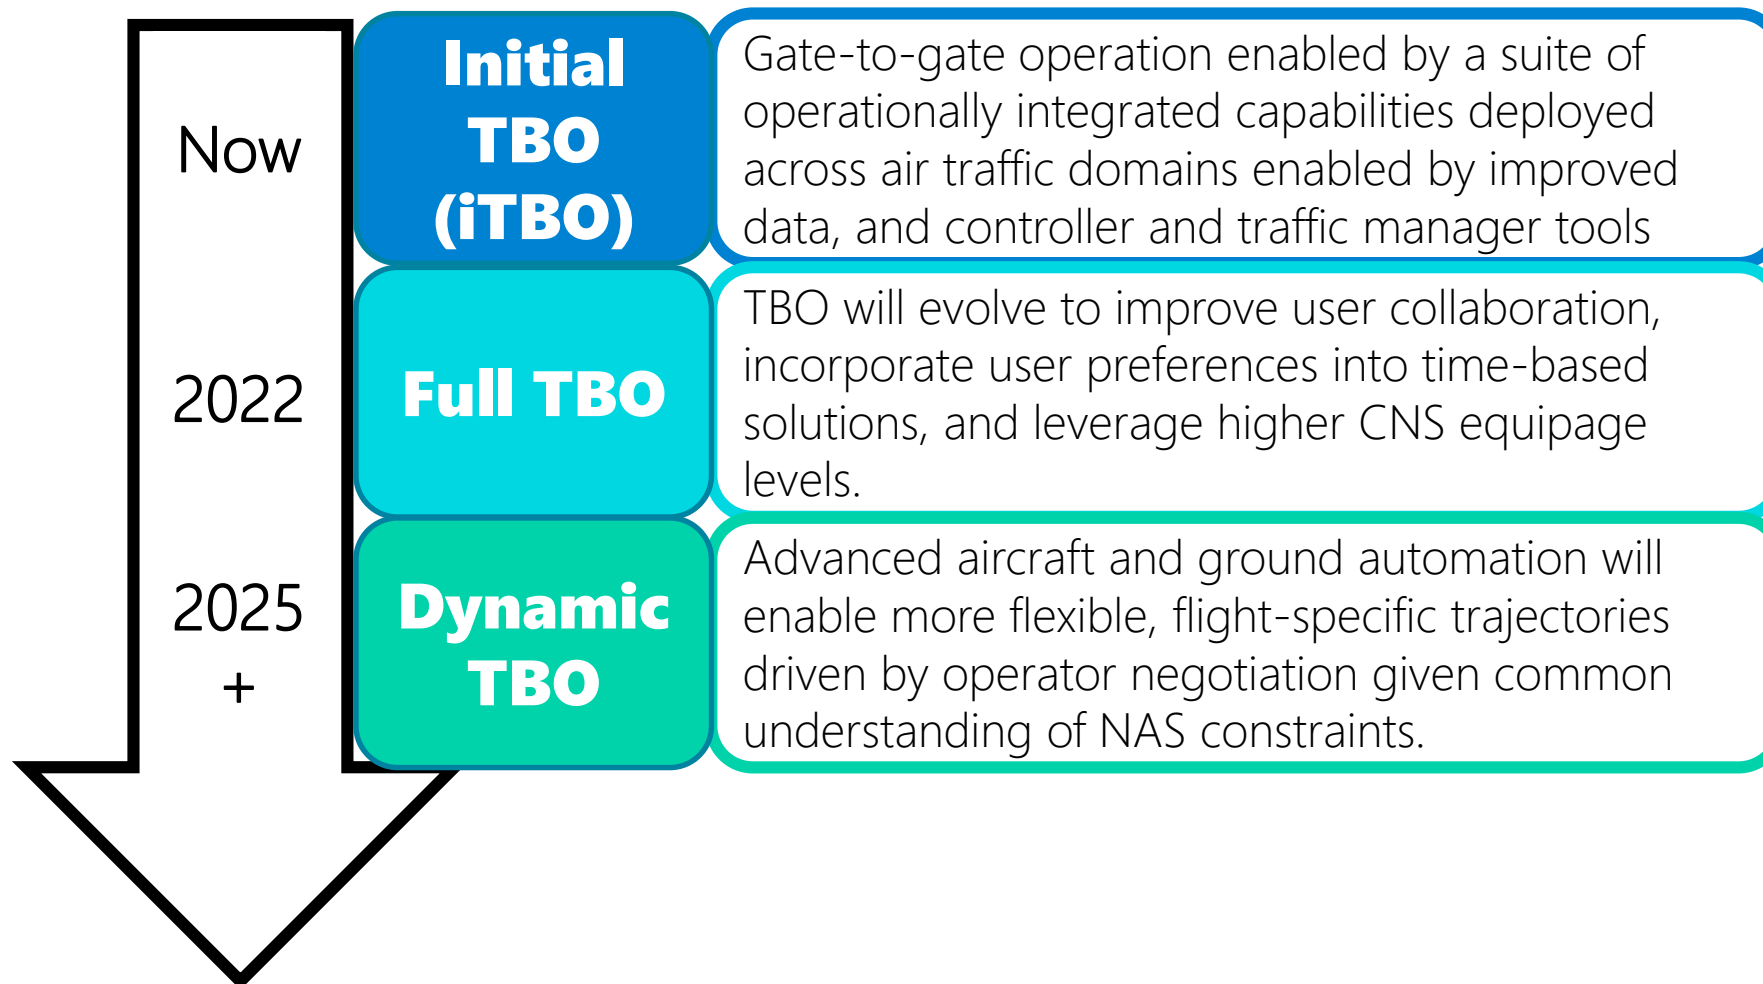 Now
Initial
TBO
(iTBO)
Gate-to-gate operation enabled by a suite of
operationally integrated capabilities deployed
across air traffic domains enabled by improved
data, and controller and traffic manager tools
2022
Full TBO
TBO will evolve to improve user collaboration,
incorporate user preferences into time-based
solutions, and leverage higher CNS equipage
levels.
2025
+
Dynamic
TBO
Advanced aircraft and ground automation will
enable more flexible, flight-specific trajectories
driven by operator negotiation given common
understanding of NAS constraints.